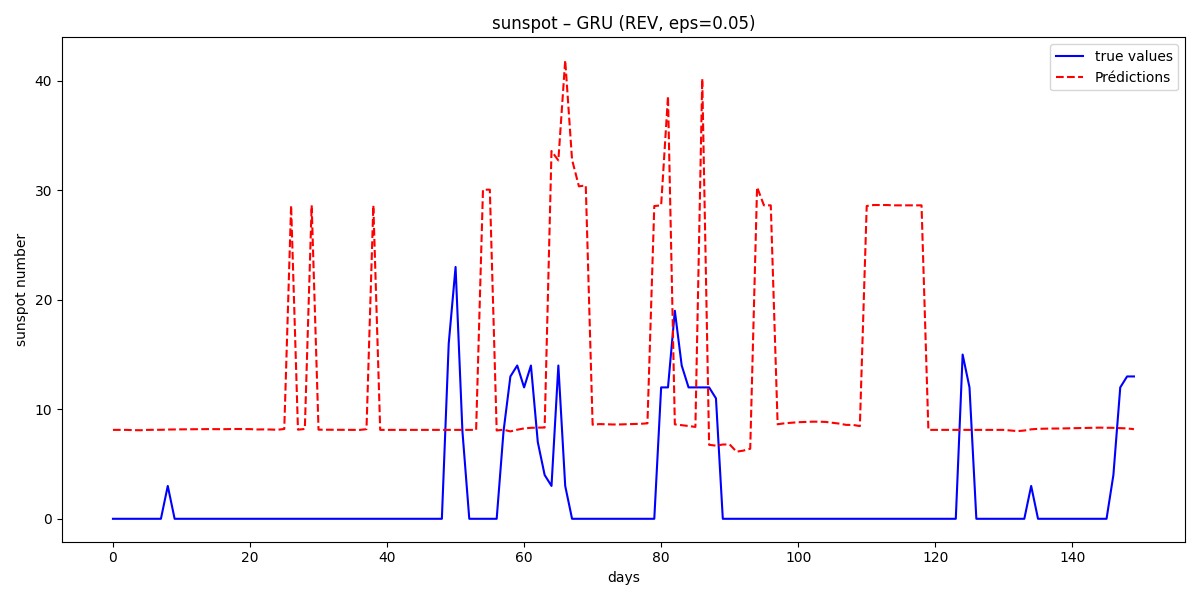 sunspot – GRU (REV, eps=0.05)
true values
Prédictions
sunspot number
40
30
20
10
0
0 20 40 60 80 100 120 140
days